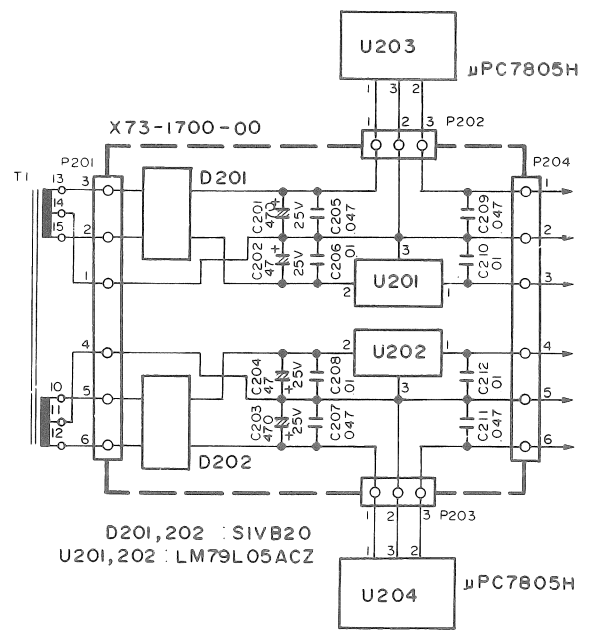 U203
μPC7805H
1 3 2
1 2 3 P202
X73-1700-00
T1 P201 P204
13 3 D201 1
14
15 2 2
C201 470 25V
C205 .047
C209 .047
C202 47 25V
C206 .01
C210 .01
1 3
2 U201 1 3
4 2 U202 1 4
3
C204 47 25V
C208 .01
C212 .01
10 5 5
11
12 6 6
C203 470 25V
C207 .047
C211 .047
D202
1 2 3 P203
D201,202 : S1VB20
U201,202 : LM79L05ACZ
1 3 2
U204
μPC7805H